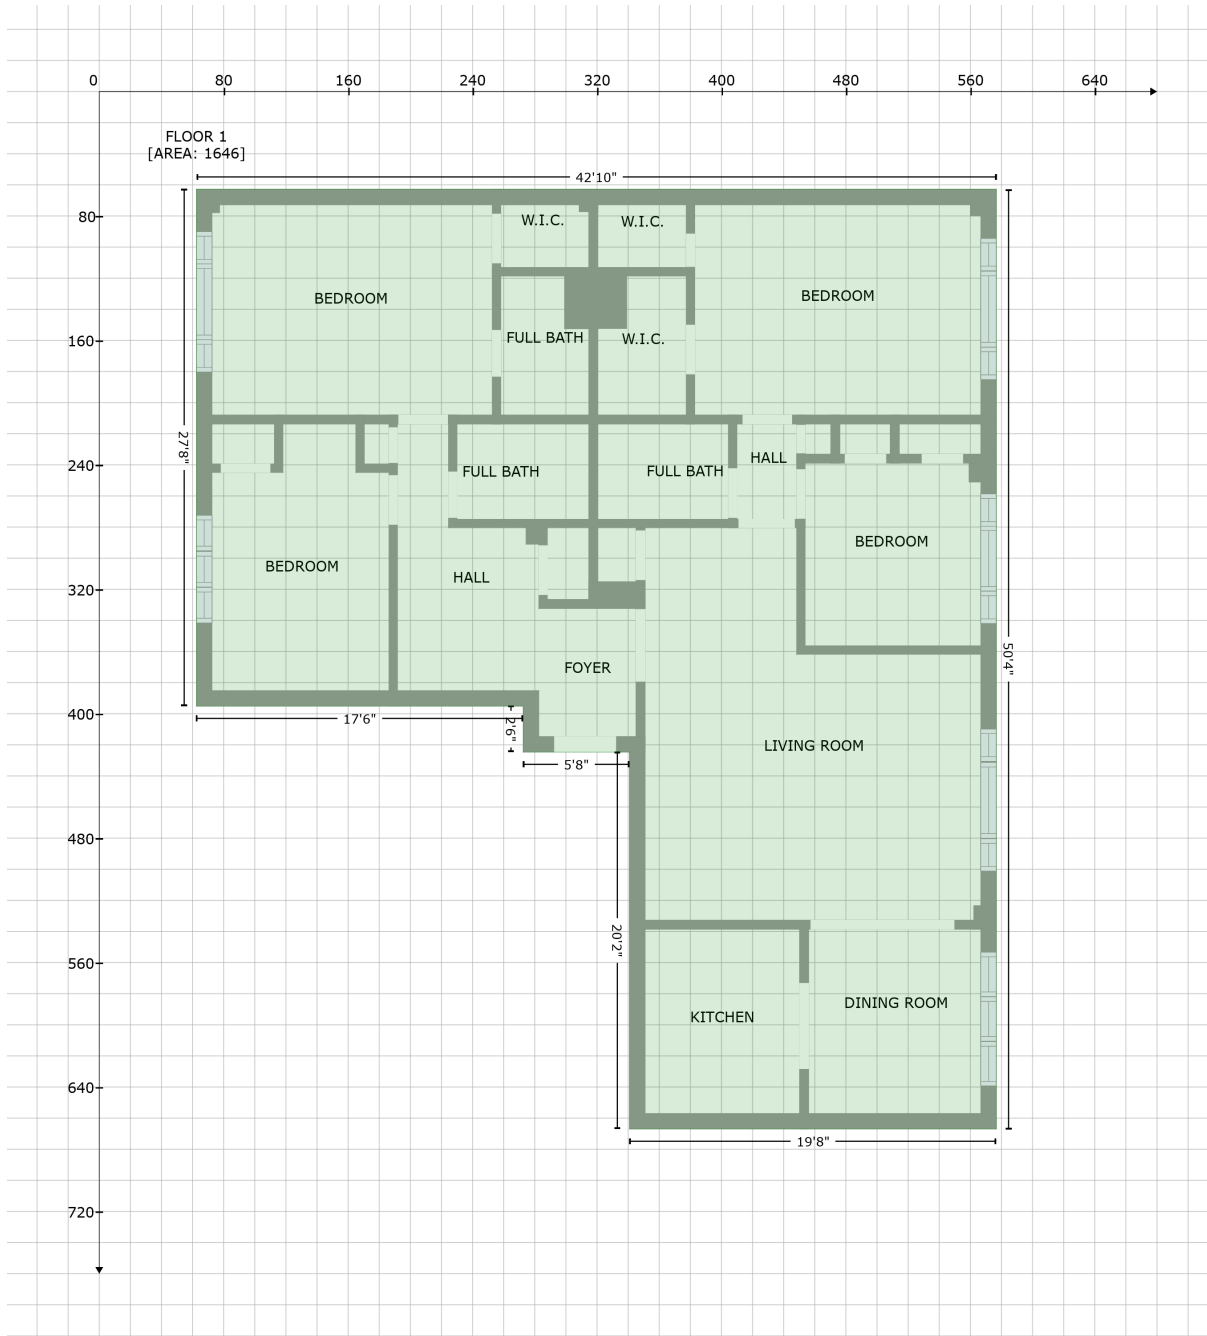 0 80 160 240 320 400 480 560 640
FLOOR 1
[AREA: 1646]
42'10"
80
W.I.C. W.I.C.
BEDROOM BEDROOM
160
FULL BATH W.I.C.
27'8"
240
FULL BATH FULL BATH HALL
BEDROOM
BEDROOM HALL
320
50'4"
FOYER
400
17'6" 2'6"
LIVING ROOM
5'8"
480
20'2"
560
KITCHEN DINING ROOM
640
19'8"
720